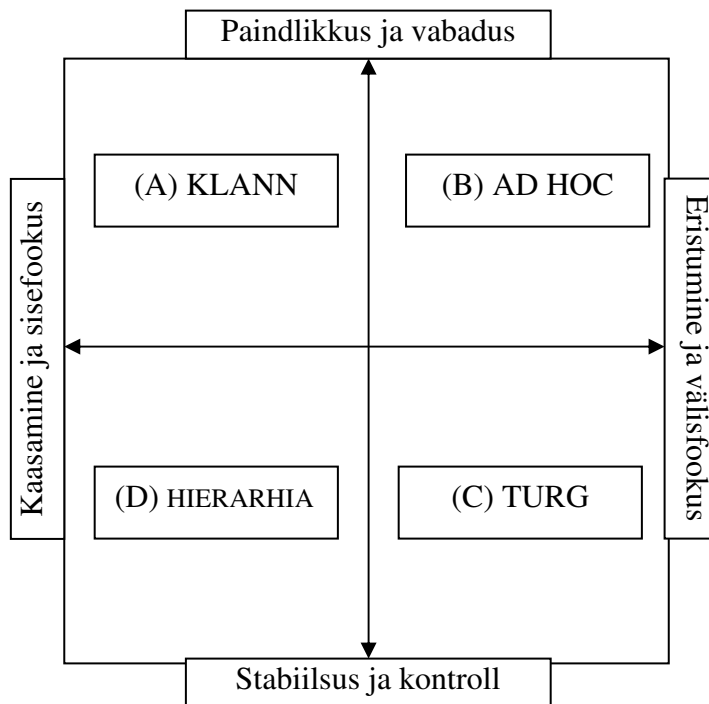 Paindlikkus ja vabadus
(A) KLANN
(B) AD HOC
Kaasamine ja sisefookus
Eristumine ja välisfookus
(D) HIERARHIA
(C) TURG
Stabiilsus ja kontroll